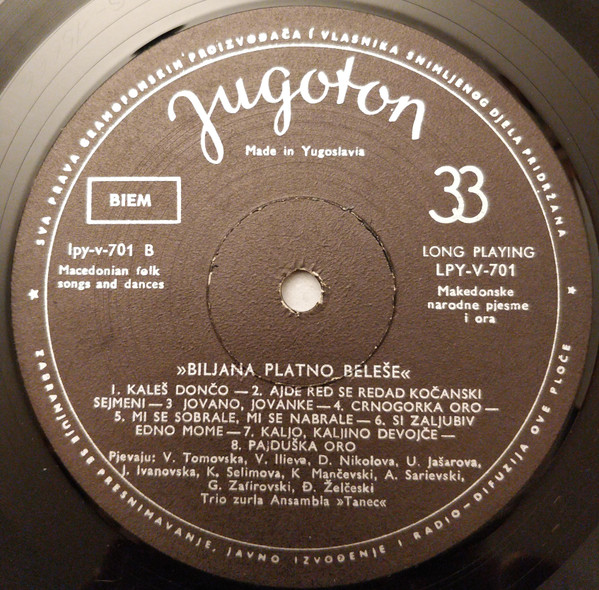 SVA PRAVA GRAMOFONSKIH PROIZVOĐAČA I VLASNIKA SNIMLJENOG DJELA PRIDRŽANA
Jugoton
Made in Yugoslavia
BIEM
33
lpy-v-701 B
Macedonian folk
songs and dances
LONG PLAYING
LPY-V-701
Makedonske
narodne pjesme
i ora
»BILJANA PLATNO BELEŠE«
1. KALEŠ DONČO — 2. AJDE RED SE REDAD KOČANSKI
SEJMENI — 3 JOVANO, JOVANKE — 4. CRNOGORKA ORO —
5. MI SE SOBRALE, MI SE NABRALE — 6. SI ZALJUBIV
EDNO MOME — 7. KALJO, KALJINO DEVOJČE —
8. PAJDUŠKA ORO
Pjevaju: V. Tomovska, V. Ilieva, D. Nikolova, U. Jašarova,
J. Ivanovska, K. Selimova, K Mančevski, A. Sarievski,
G. Zafirovski, Đ. Želčeski
Trio zurla Ansambla »Tanec«
ZABRANJUJE SE PRESNIMAVANJE, JAVNO IZVOĐENJE I RADIO-DIFUZIJA OVE PLOČE